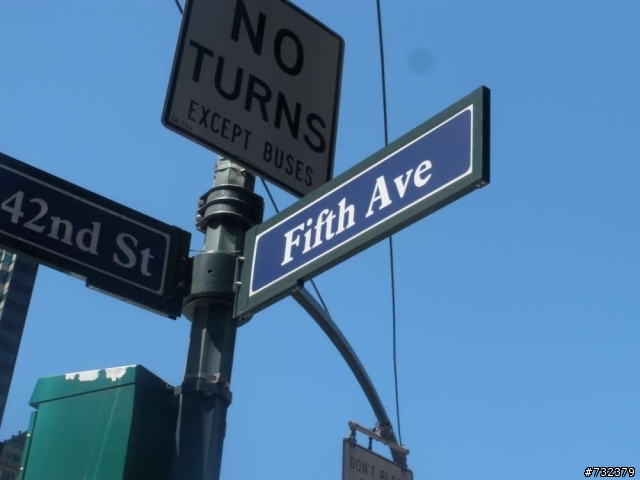 NO
TURNS
EXCEPT BUSES
42nd St
Fifth Ave
DON'T
#732379